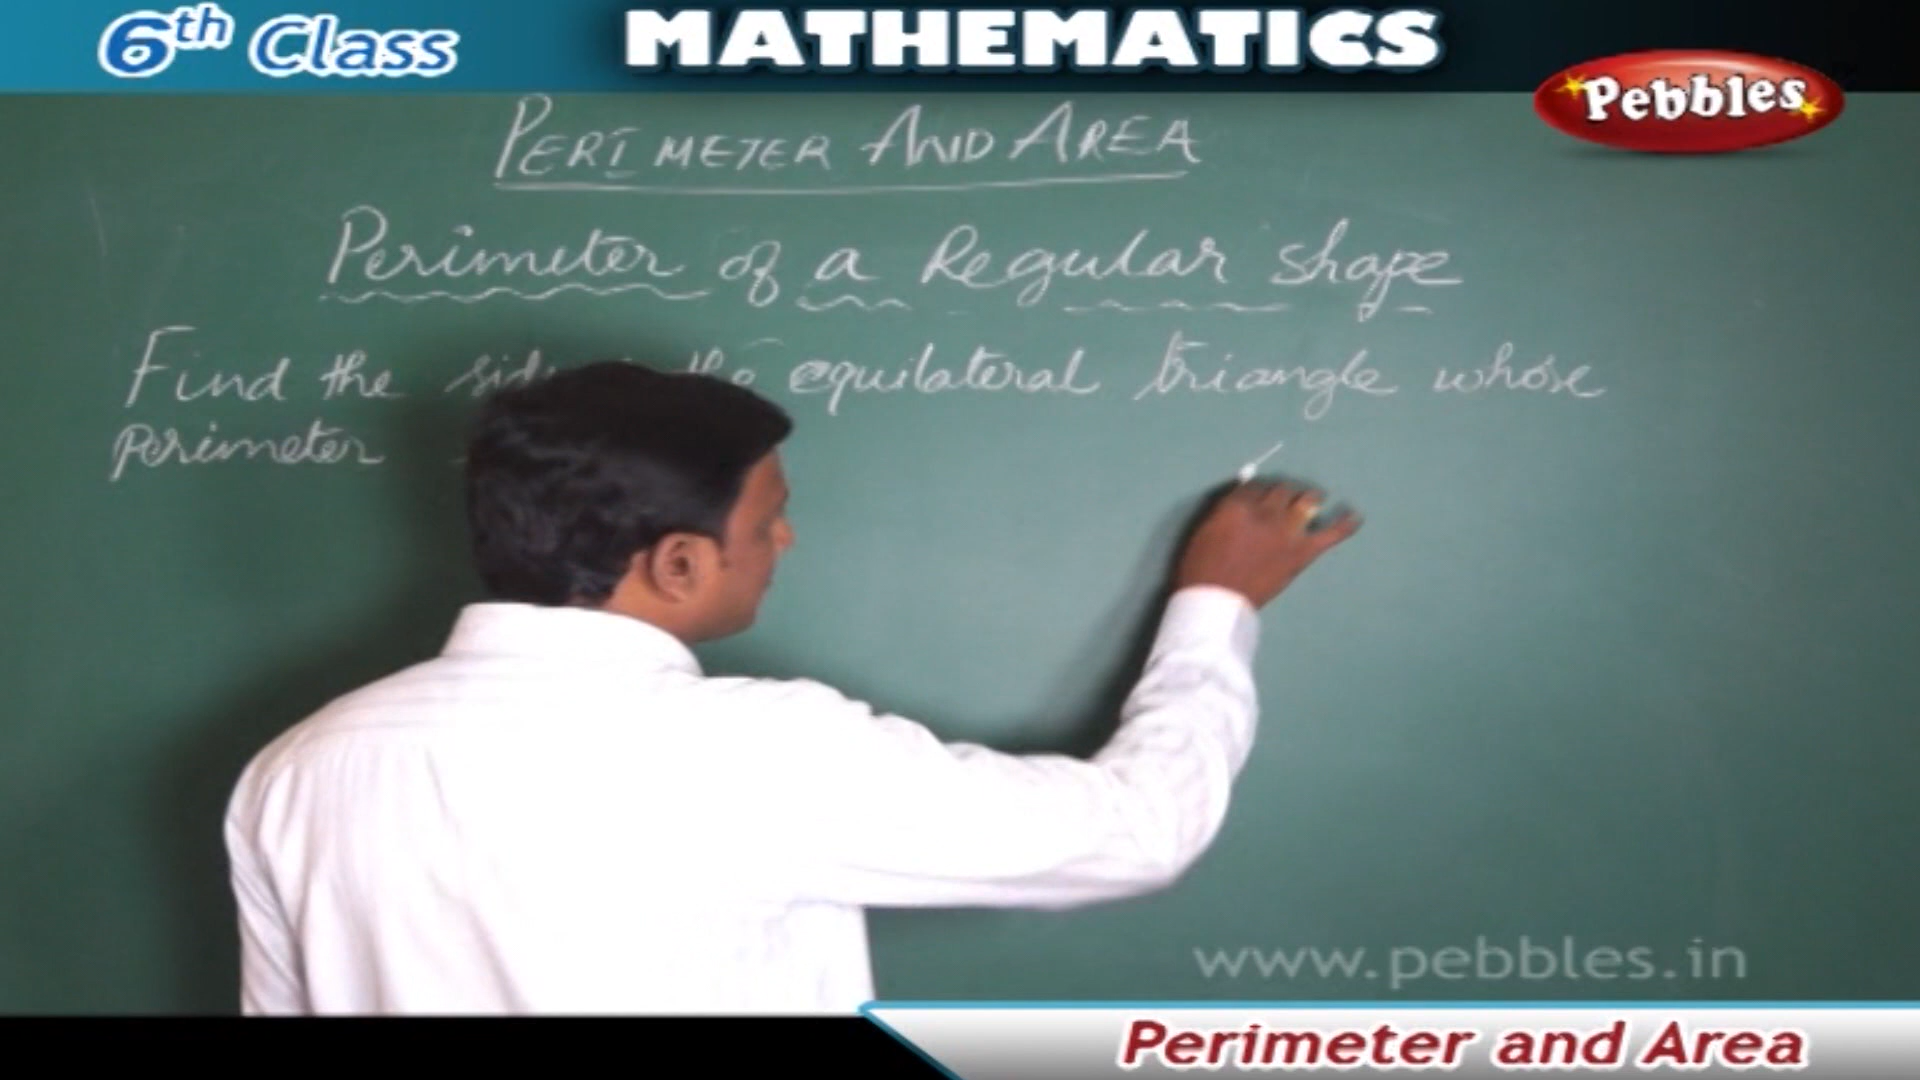 6th Class MATHEMATICS
Pebbles
PERIMETER AND AREA
Perimeter of a Regular shape
Find the the equilateral triangle whose
perimeter
www.pebbles.in
Perimeter and Area